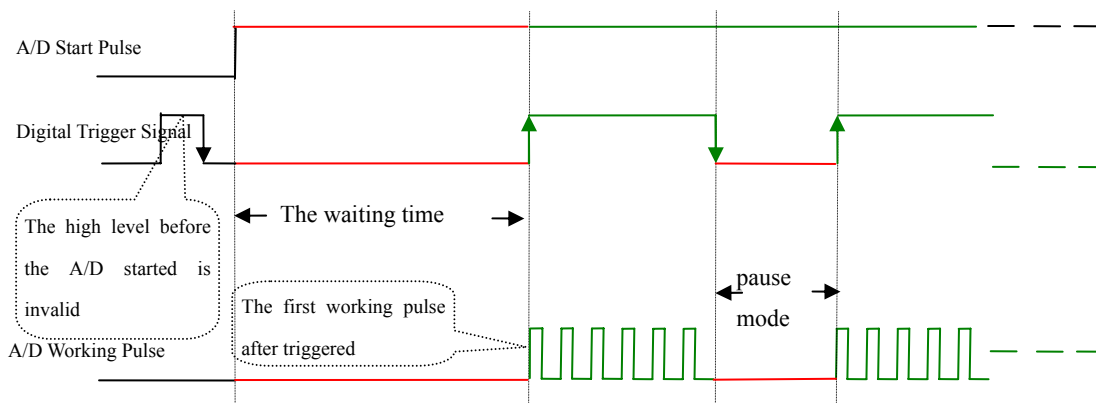 A/D Start Pulse
Digital Trigger Signal
The high level before
the A/D started is
invalid
The waiting time
The first working pulse
after triggered
pause
mode
A/D Working Pulse